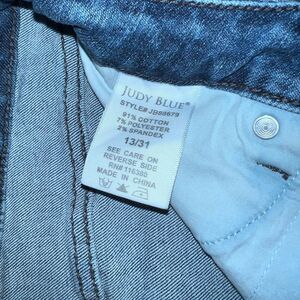 JUDY BLUE®
STYLE# JB88679
91% COTTON
7% POLYESTER
2% SPANDEX
13/31
SEE CARE ON
REVERSE SIDE
RN#116380
MADE IN CHINA